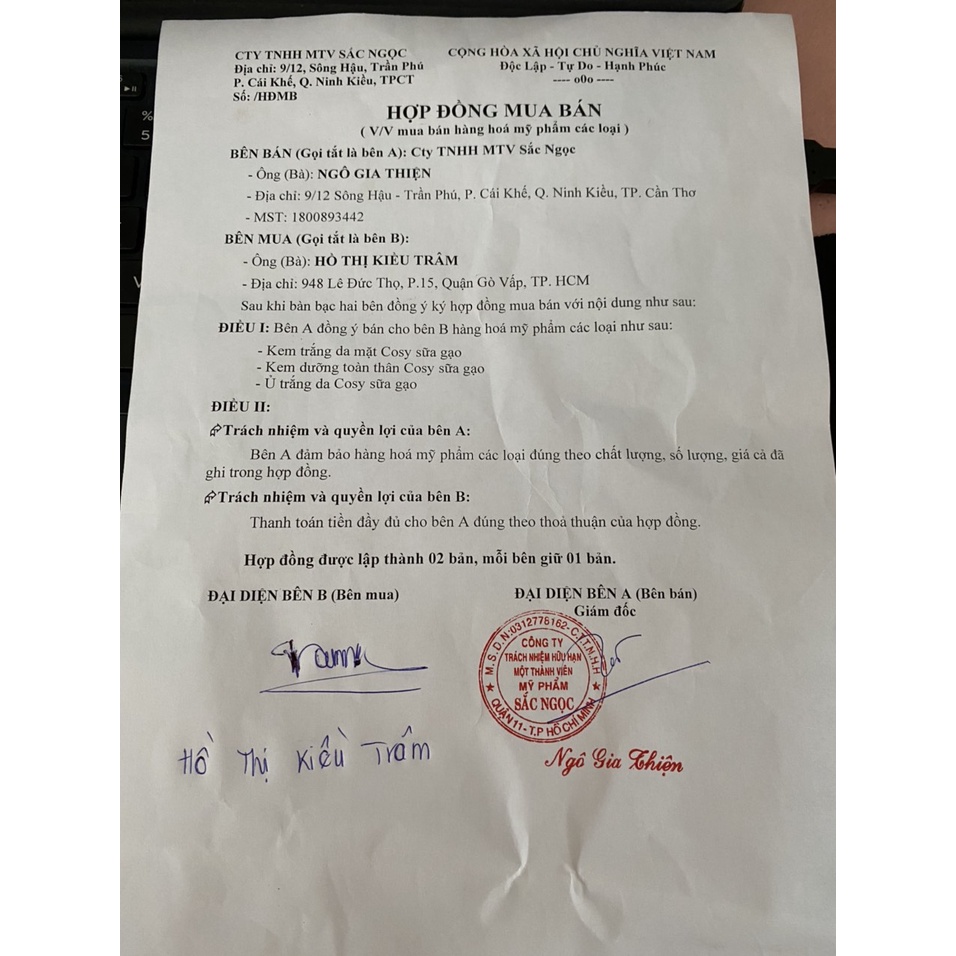 CTY TNHH MTV SẮC NGỌC
Địa chỉ: 9/12, Sông Hậu, Trần Phú
P. Cái Khế, Q. Ninh Kiều, TPCT
Số: /HĐMB
CỘNG HÒA XÃ HỘI CHỦ NGHĨA VIỆT NAM
Độc Lập - Tự Do - Hạnh Phúc
---- o0o ----
HỢP ĐỒNG MUA BÁN
( V/V mua bán hàng hoá mỹ phẩm các loại )
BÊN BÁN (Gọi tắt là bên A): Cty TNHH MTV Sắc Ngọc
- Ông (Bà): NGÔ GIA THIỆN
- Địa chỉ: 9/12 Sông Hậu - Trần Phú, P. Cái Khế, Q. Ninh Kiều, TP. Cần Thơ
- MST: 1800893442
BÊN MUA (Gọi tắt là bên B):
- Ông (Bà): HỒ THỊ KIỀU TRÂM
- Địa chỉ: 948 Lê Đức Thọ, P.15, Quận Gò Vấp, TP. HCM
Sau khi bàn bạc hai bên đồng ý ký hợp đồng mua bán với nội dung như sau:
ĐIỀU I: Bên A đồng ý bán cho bên B hàng hoá mỹ phẩm các loại như sau:
- Kem trắng da mặt Cosy sữa gạo
- Kem dưỡng toàn thân Cosy sữa gạo
- Ủ trắng da Cosy sữa gạo
ĐIỀU II:
Trách nhiệm và quyền lợi của bên A:
Bên A đảm bảo hàng hoá mỹ phẩm các loại đúng theo chất lượng, số lượng, giá cả đã
ghi trong hợp đồng.
Trách nhiệm và quyền lợi của bên B:
Thanh toán tiền đầy đủ cho bên A đúng theo thoả thuận của hợp đồng.
Hợp đồng được lập thành 02 bản, mỗi bên giữ 01 bản.
ĐẠI DIỆN BÊN B (Bên mua)
ĐẠI DIỆN BÊN A (Bên bán)
Giám đốc
M.S.D.N:0312776162-C.T.T.N.H.H
CÔNG TY
TRÁCH NHIỆM HỮU HẠN
MỘT THÀNH VIÊN
MỸ PHẨM
SẮC NGỌC
QUẬN 11-T.P HỒ CHÍ MINH
Hồ Thị Kiều Trâm
Ngô Gia Thiện
%
5